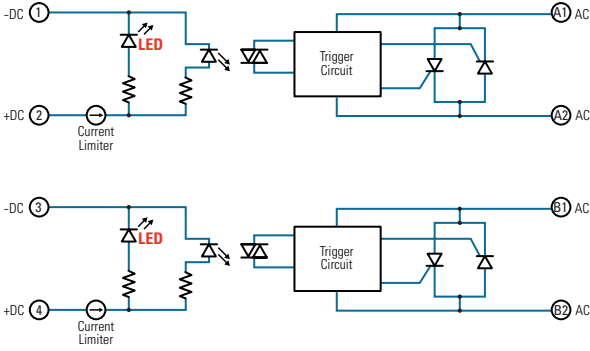 -DC 1
LED
A1 AC
Trigger
Circuit
+DC 2
Current
Limiter
A2 AC
-DC 3
LED
B1 AC
Trigger
Circuit
+DC 4
Current
Limiter
B2 AC